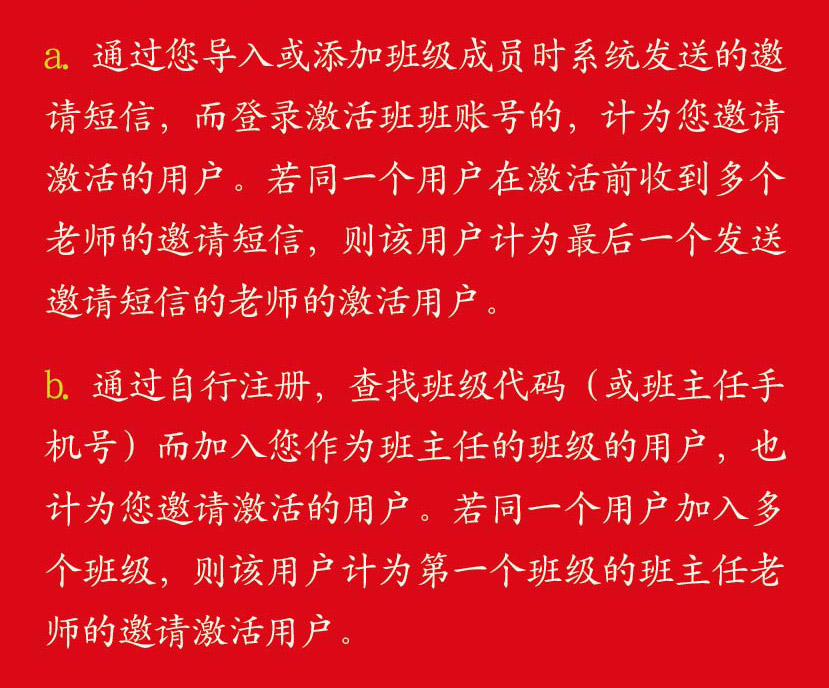 a. 通过您导入或添加班级成员时系统发送的邀
请短信，而登录激活班班账号的，计为您邀请
激活的用户。若同一个用户在激活前收到多个
老师的邀请短信，则该用户计为最后一个发送
邀请短信的老师的激活用户。
b. 通过自行注册，查找班级代码（或班主任手
机号）而加入您作为班主任的班级的用户，也
计为您邀请激活的用户。若同一个用户加入多
个班级，则该用户计为第一个班级的班主任老
师的邀请激活用户。